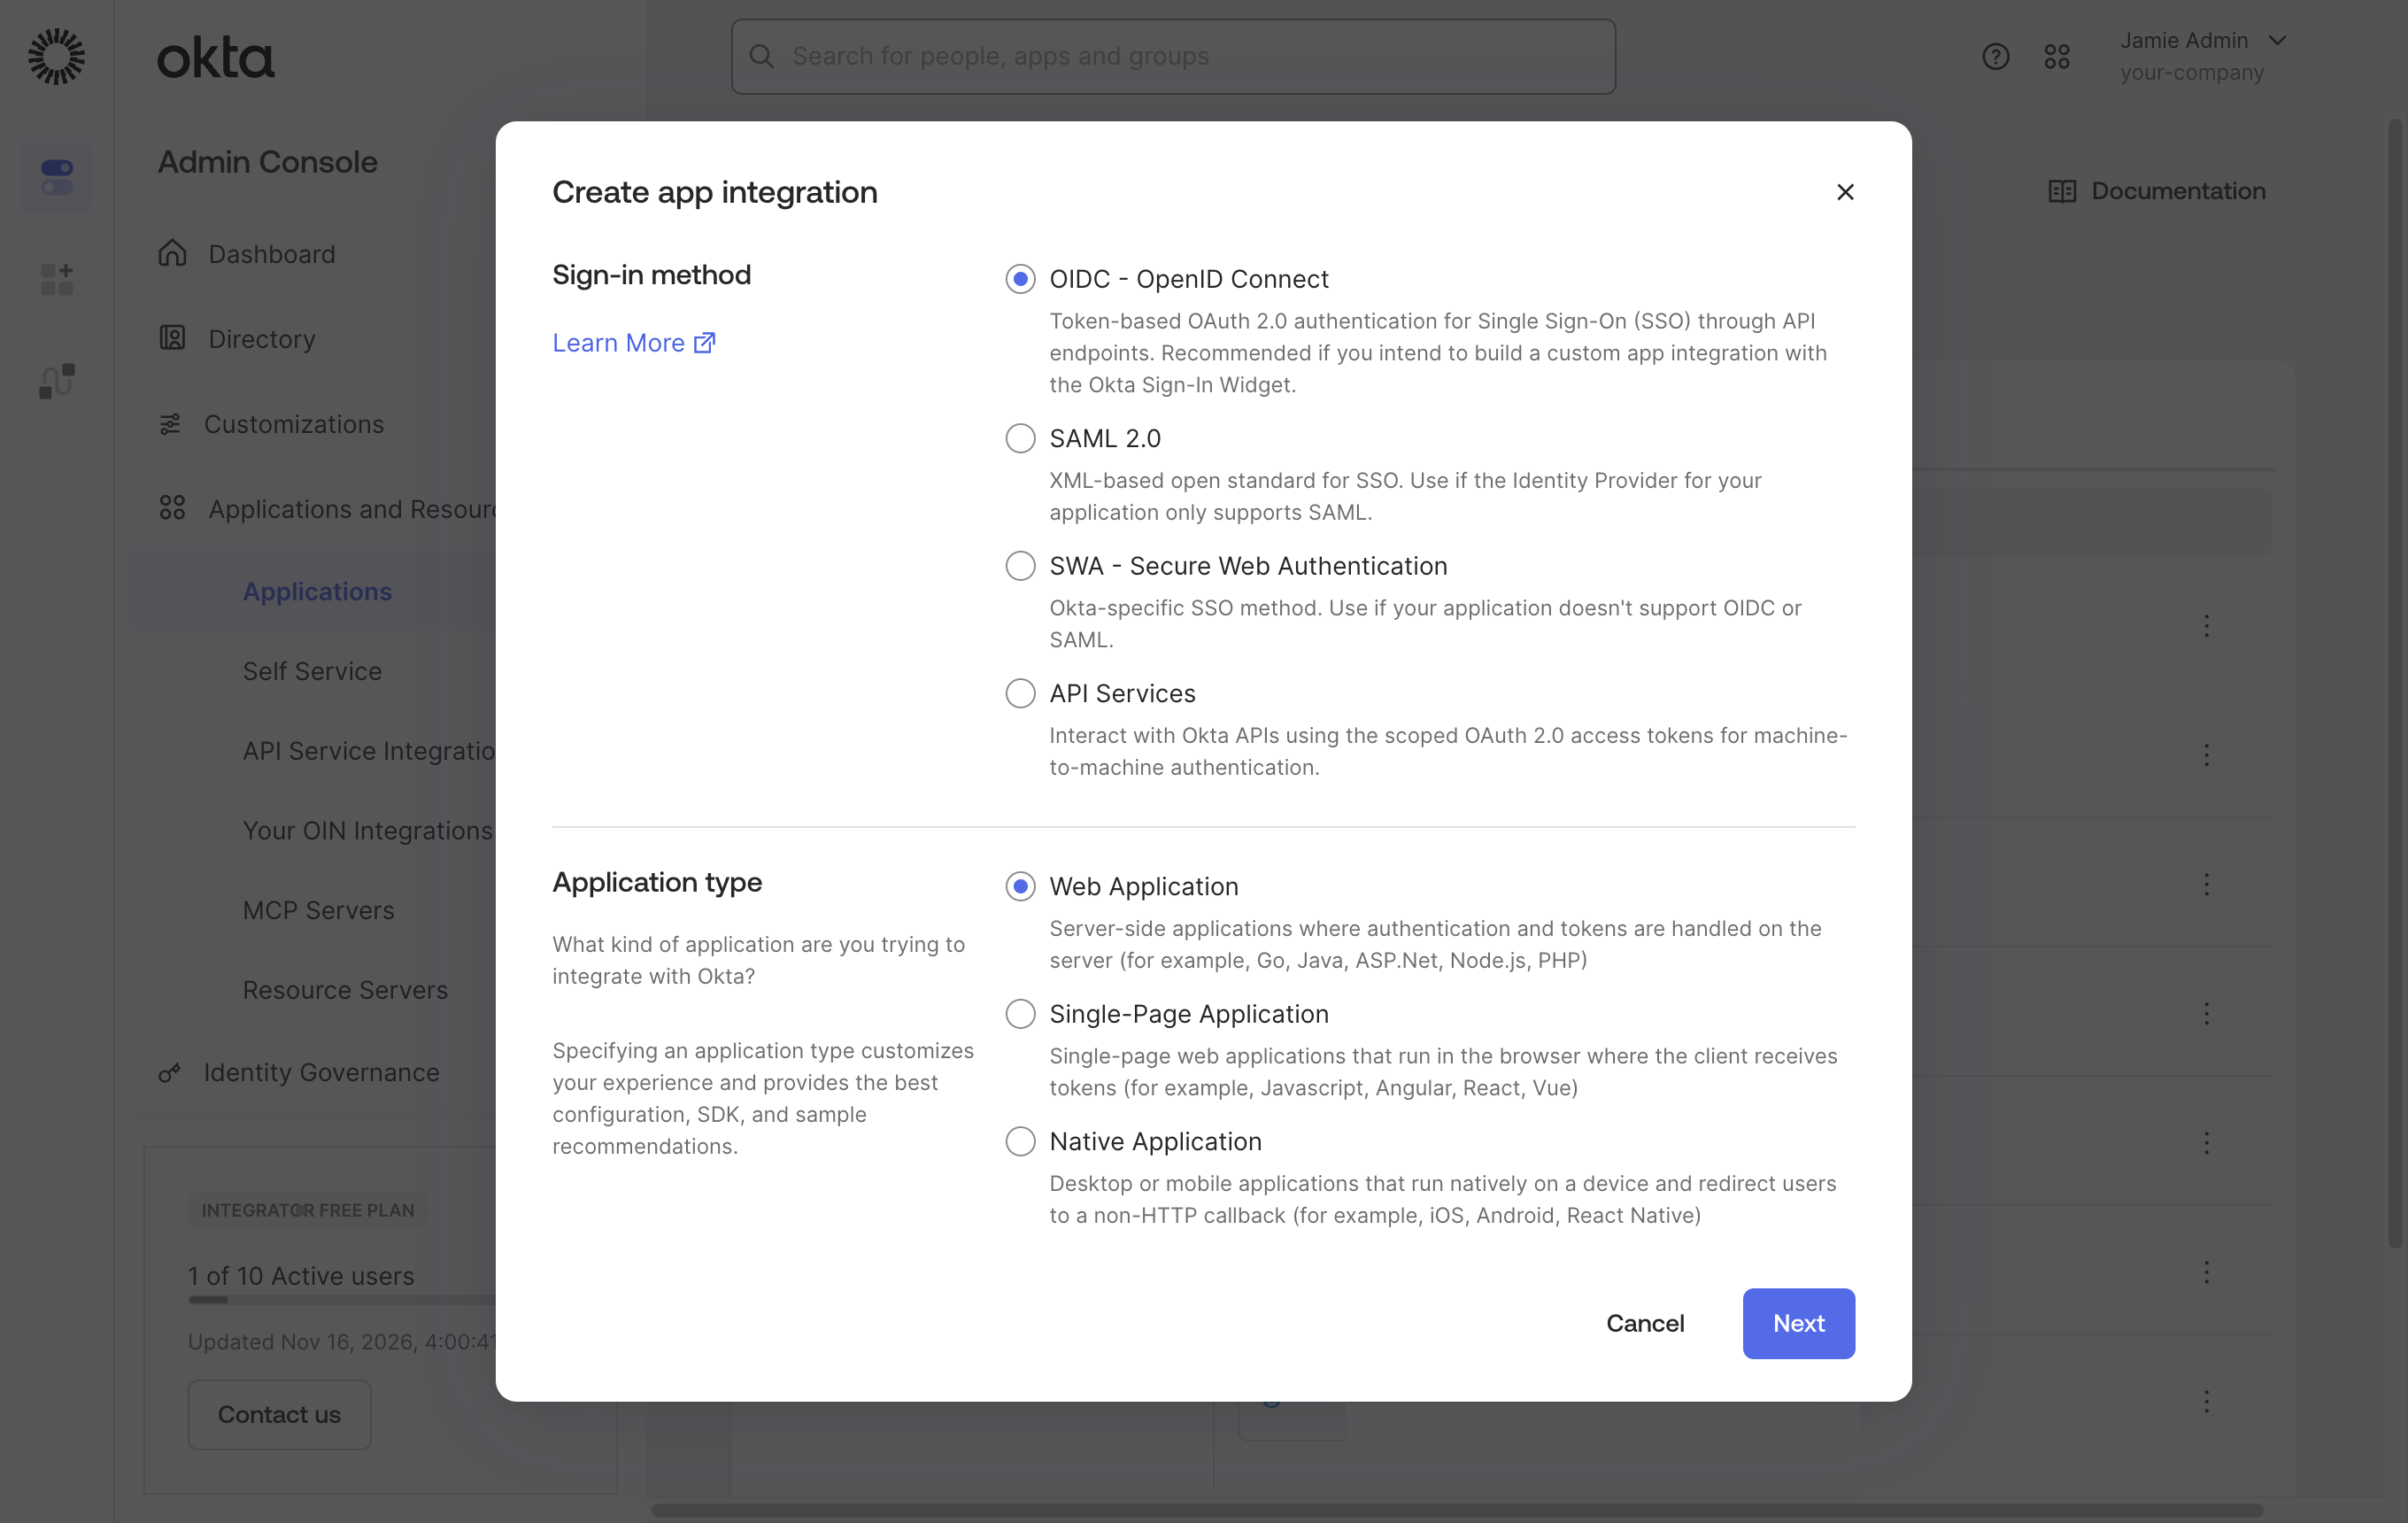 okta
Search for people, apps and groups
Jamie Admin
your-company
Admin Console
Documentation
Dashboard
Directory
Customizations
Applications and Resourc
Applications
Self Service
API Service Integratio
Your OIN Integrations
MCP Servers
Resource Servers
Identity Governance
INTEGRATOR FREE PLAN
1 of 10 Active users
Updated Nov 16, 2026, 4:00:41
Contact us
Create app integration
Sign-in method
Learn More
OIDC - OpenID Connect
Token-based OAuth 2.0 authentication for Single Sign-On (SSO) through API
endpoints. Recommended if you intend to build a custom app integration with
the Okta Sign-In Widget.
SAML 2.0
XML-based open standard for SSO. Use if the Identity Provider for your
application only supports SAML.
SWA - Secure Web Authentication
Okta-specific SSO method. Use if your application doesn't support OIDC or
SAML.
API Services
Interact with Okta APIs using the scoped OAuth 2.0 access tokens for machine-
to-machine authentication.
Application type
What kind of application are you trying to
integrate with Okta?
Specifying an application type customizes
your experience and provides the best
configuration, SDK, and sample
recommendations.
Web Application
Server-side applications where authentication and tokens are handled on the
server (for example, Go, Java, ASP.Net, Node.js, PHP)
Single-Page Application
Single-page web applications that run in the browser where the client receives
tokens (for example, Javascript, Angular, React, Vue)
Native Application
Desktop or mobile applications that run natively on a device and redirect users
to a non-HTTP callback (for example, iOS, Android, React Native)
Cancel
Next